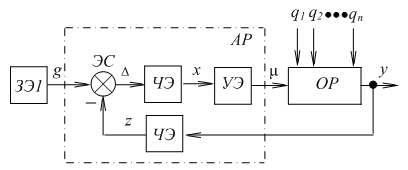 q1 q2 ●●● qn
АР
ЭС
ЗЭ1 g Δ ЧЭ x УЭ μ ОР y
−
z ЧЭ